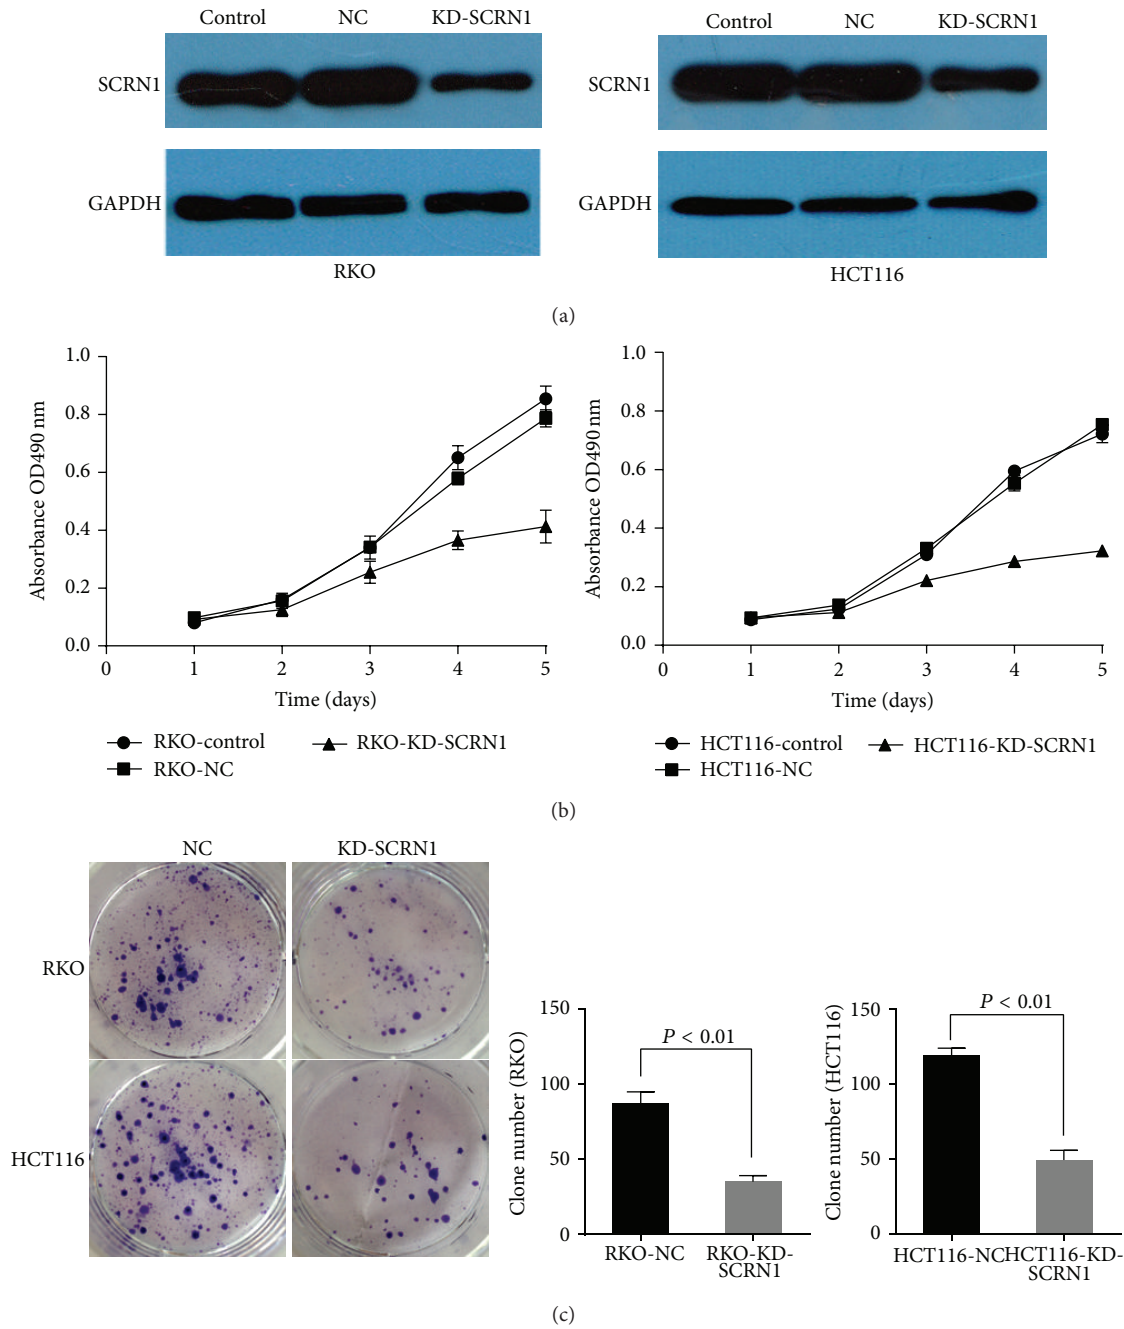 Control NC KD-SCRN1
SCRN1
GAPDH
RKO
Control NC KD-SCRN1
SCRN1
GAPDH
HCT116
(a)
1.0
0.8
0.6
0.4
0.2
0.0
Absorbance OD490 nm
0 1 2 3 4 5
Time (days)
RKO-control
RKO-NC
RKO-KD-SCRN1
1.0
0.8
0.6
0.4
0.2
0.0
Absorbance OD490 nm
0 1 2 3 4 5
Time (days)
HCT116-control
HCT116-NC
HCT116-KD-SCRN1
(b)
NC KD-SCRN1
RKO
HCT116
150
100
50
0
Clone number (RKO)
P < 0.01
RKO-NC
RKO-KD-
SCRN1
150
100
50
0
Clone number (HCT116)
P < 0.01
HCT116-NC
HCT116-KD-
SCRN1
(c)